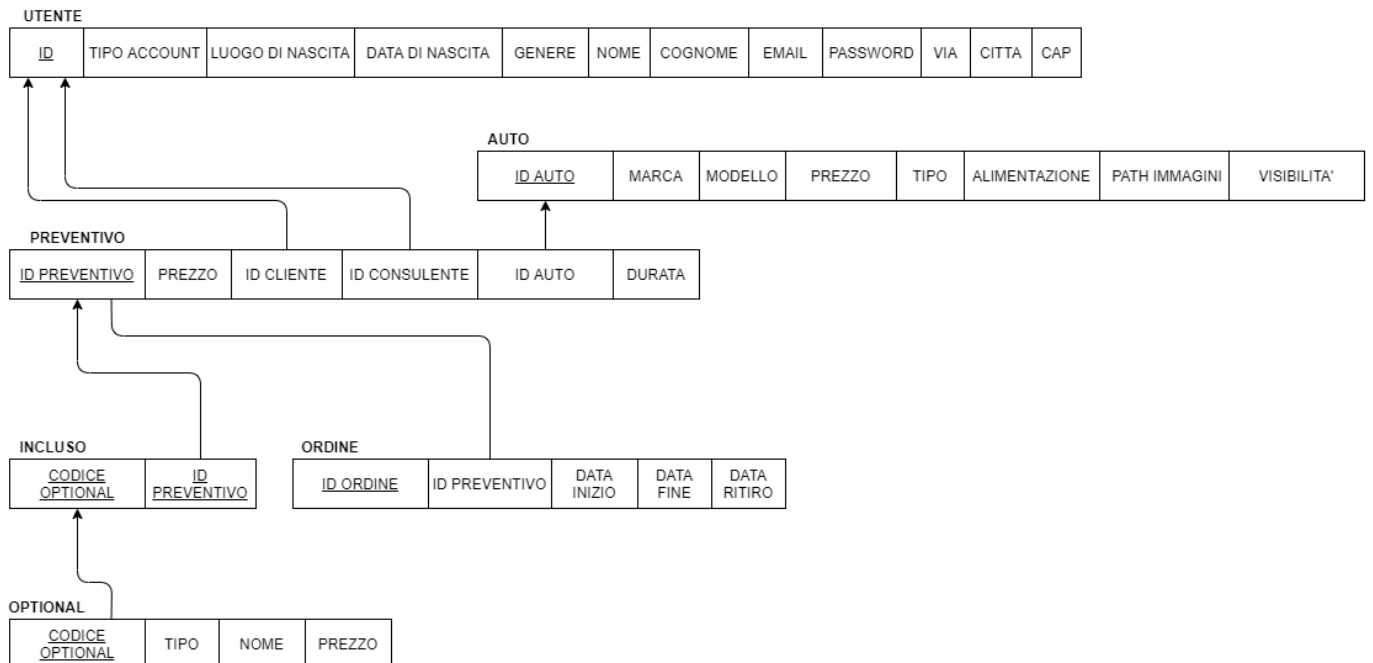 UTENTE
ID TIPO ACCOUNT LUOGO DI NASCITA DATA DI NASCITA GENERE NOME COGNOME EMAIL PASSWORD VIA CITTA CAP
AUTO
ID AUTO MARCA MODELLO PREZZO TIPO ALIMENTAZIONE PATH IMMAGINI VISIBILITA'
PREVENTIVO
ID PREVENTIVO PREZZO ID CLIENTE ID CONSULENTE ID AUTO DURATA
INCLUSO
CODICE
OPTIONAL
ID
PREVENTIVO
ORDINE
ID ORDINE ID PREVENTIVO
DATA
INIZIO
DATA
FINE
DATA
RITIRO
OPTIONAL
CODICE
OPTIONAL
TIPO NOME PREZZO